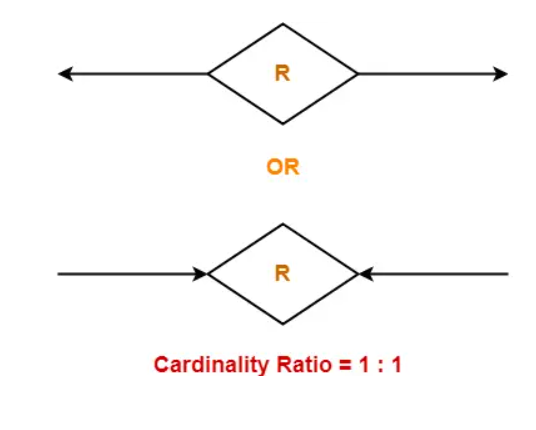 R
OR
R
Cardinality Ratio = 1 : 1